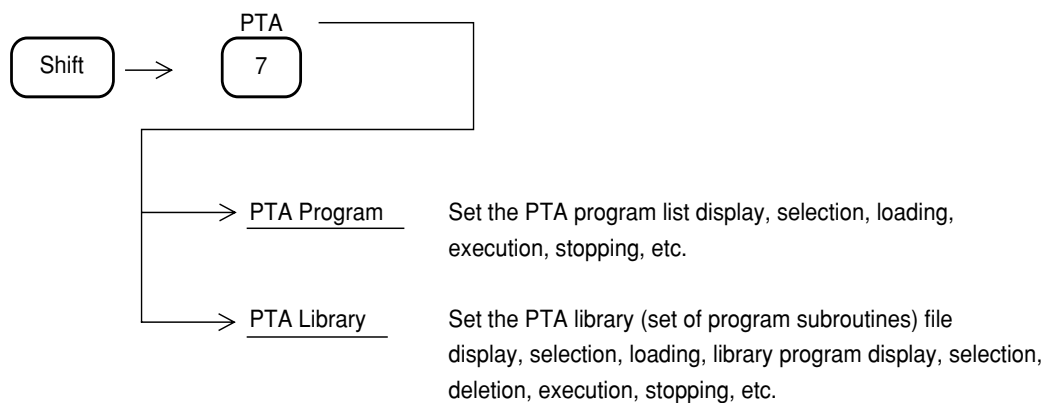 PTA
Shift
7
PTA Program
Set the PTA program list display, selection, loading,
execution, stopping, etc.
PTA Library
Set the PTA library (set of program subroutines) file
display, selection, loading, library program display, selection,
deletion, execution, stopping, etc.